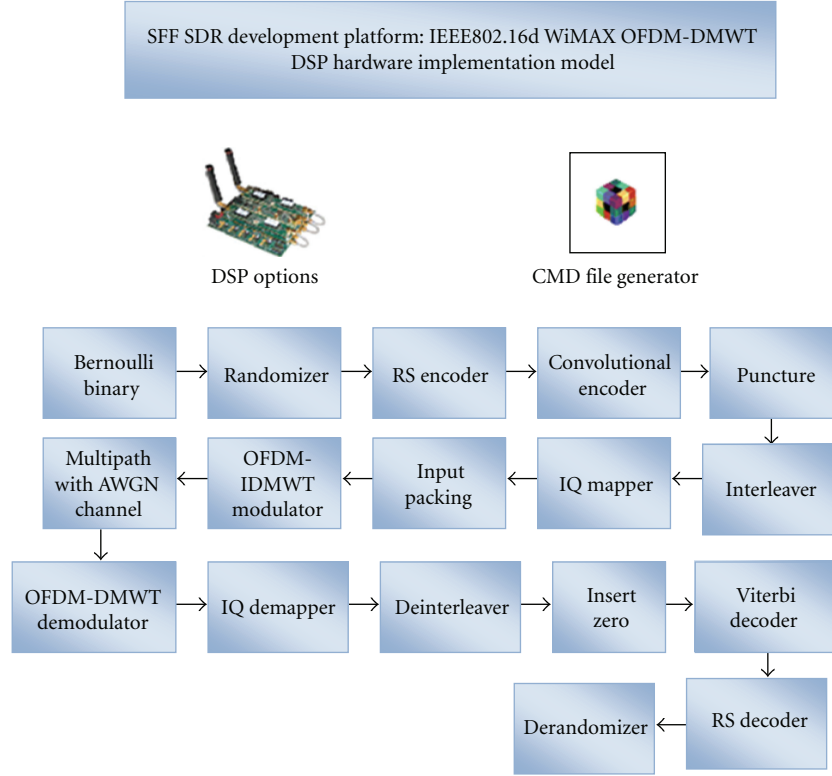 SFF SDR development platform: IEEE802.16d WiMAX OFDM-DMWT
DSP hardware implementation model
DSP options
CMD file generator
Bernoulli
binary
Randomizer
RS encoder
Convolutional
encoder
Puncture
Multipath
with AWGN
channel
OFDM-
IDMWT
modulator
Input
packing
IQ mapper
Interleaver
OFDM-DMWT
demodulator
IQ demapper
Deinterleaver
Insert
zero
Viterbi
decoder
Derandomizer
RS decoder